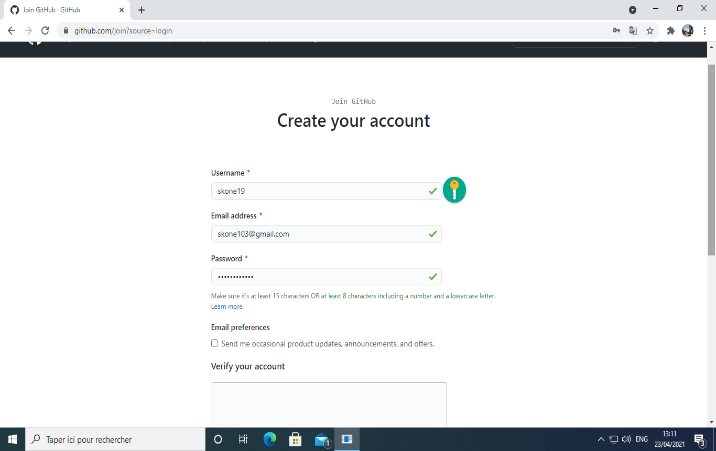 Join GitHub · GitHub
github.com/join?source=login
Join GitHub
Create your account
Username *
skone19
Email address *
skone103@gmail.com
Password *
••••••••••••
Make sure it's at least 15 characters OR at least 8 characters including a number and a lowercase letter.
Learn more.
Email preferences
Send me occasional product updates, announcements, and offers.
Verify your account
Taper ici pour rechercher
1
ENG
13:11
23/04/2021
3